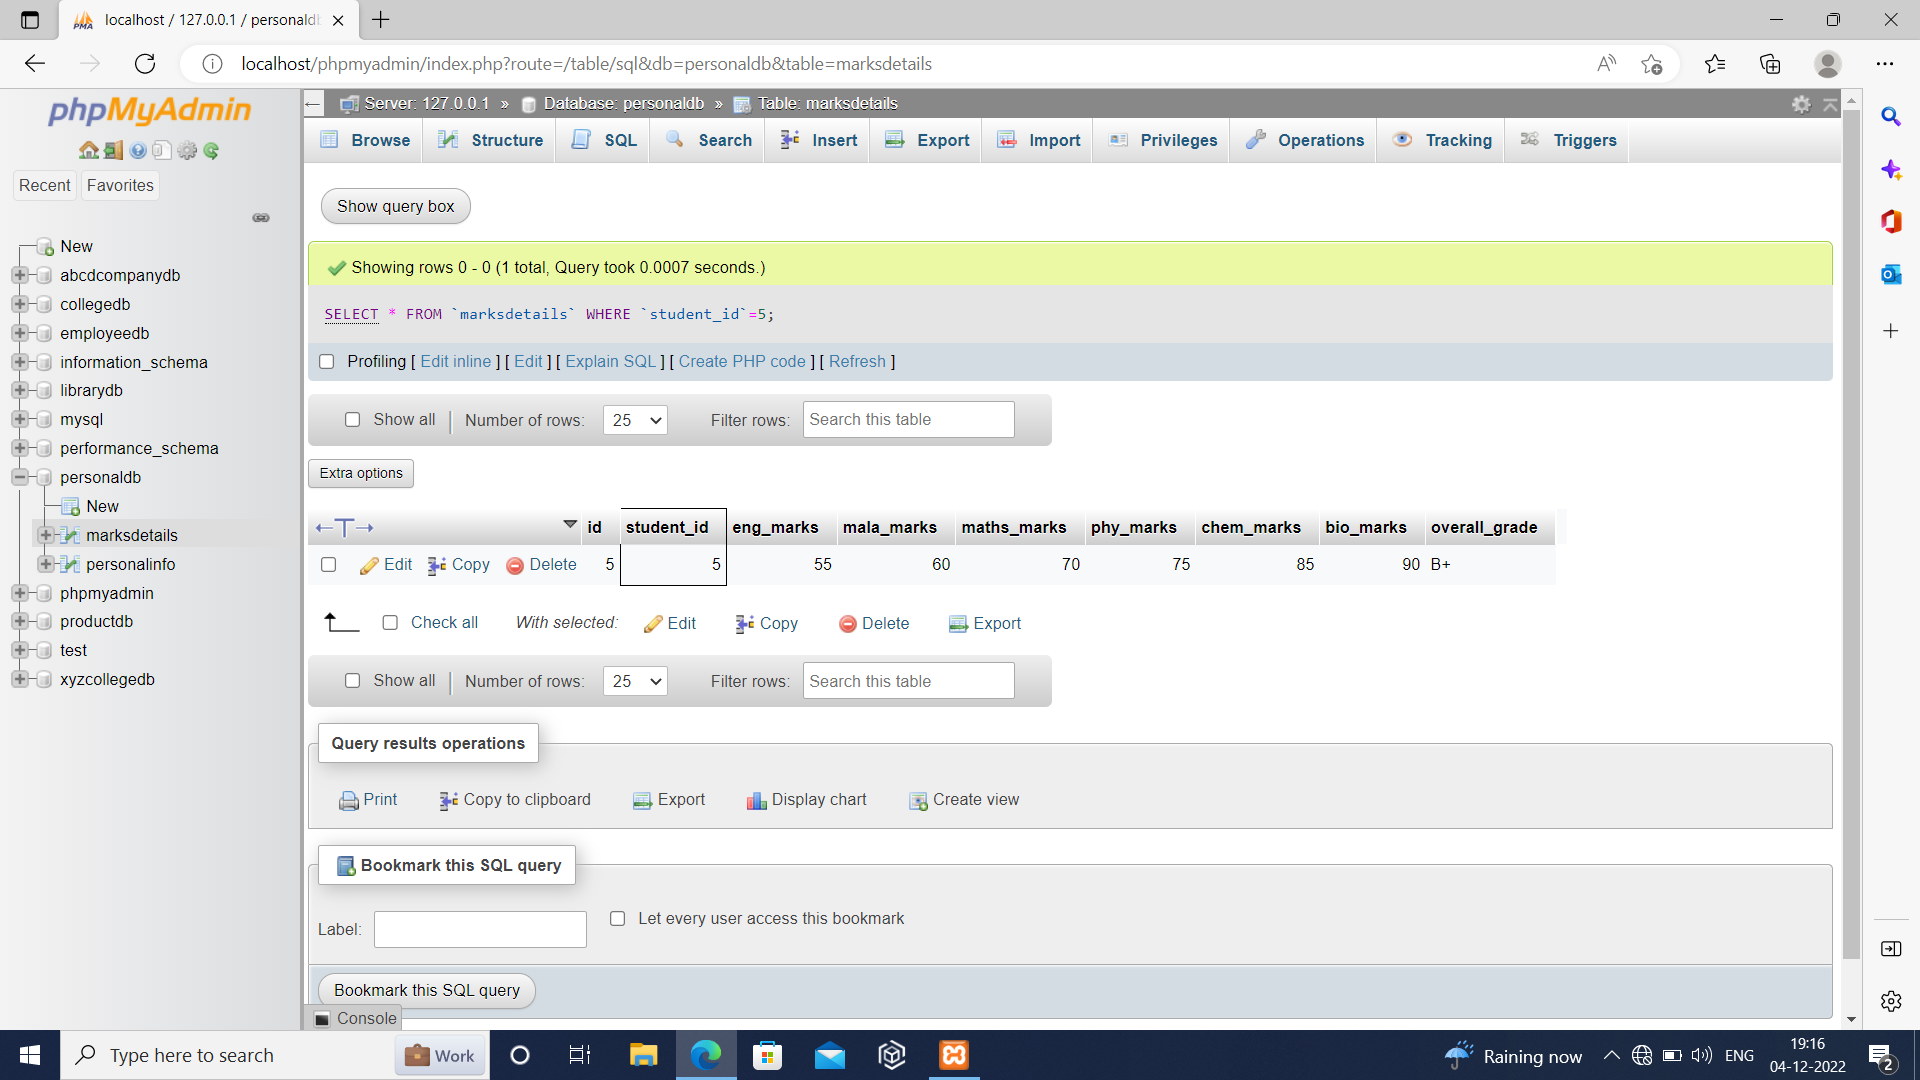 localhost / 127.0.0.1 / personaldb
localhost/phpmyadmin/index.php?route=/table/sql&db=personaldb&table=marksdetails
phpMyAdmin
Recent Favorites
New
abcdcompanydb
collegedb
employeedb
information_schema
librarydb
mysql
performance_schema
personaldb
New
marksdetails
personalinfo
phpmyadmin
productdb
test
xyzcollegedb
Server: 127.0.0.1 » Database: personaldb » Table: marksdetails
Browse Structure SQL Search Insert Export Import Privileges Operations Tracking Triggers
Show query box
Showing rows 0 - 0 (1 total, Query took 0.0007 seconds.)
SELECT * FROM `marksdetails` WHERE `student_id`=5;
Profiling [ Edit inline ] [ Edit ] [ Explain SQL ] [ Create PHP code ] [ Refresh ]
Show all Number of rows: 25 Filter rows: Search this table
Extra options
←T→ id student_id eng_marks mala_marks maths_marks phy_marks chem_marks bio_marks overall_grade
Edit Copy Delete 5 5 55 60 70 75 85 90 B+
Check all With selected: Edit Copy Delete Export
Show all Number of rows: 25 Filter rows: Search this table
Query results operations
Print Copy to clipboard Export Display chart Create view
Bookmark this SQL query
Label: Let every user access this bookmark
Bookmark this SQL query
Console
Type here to search Work Raining now ENG 19:16
04-12-2022 2